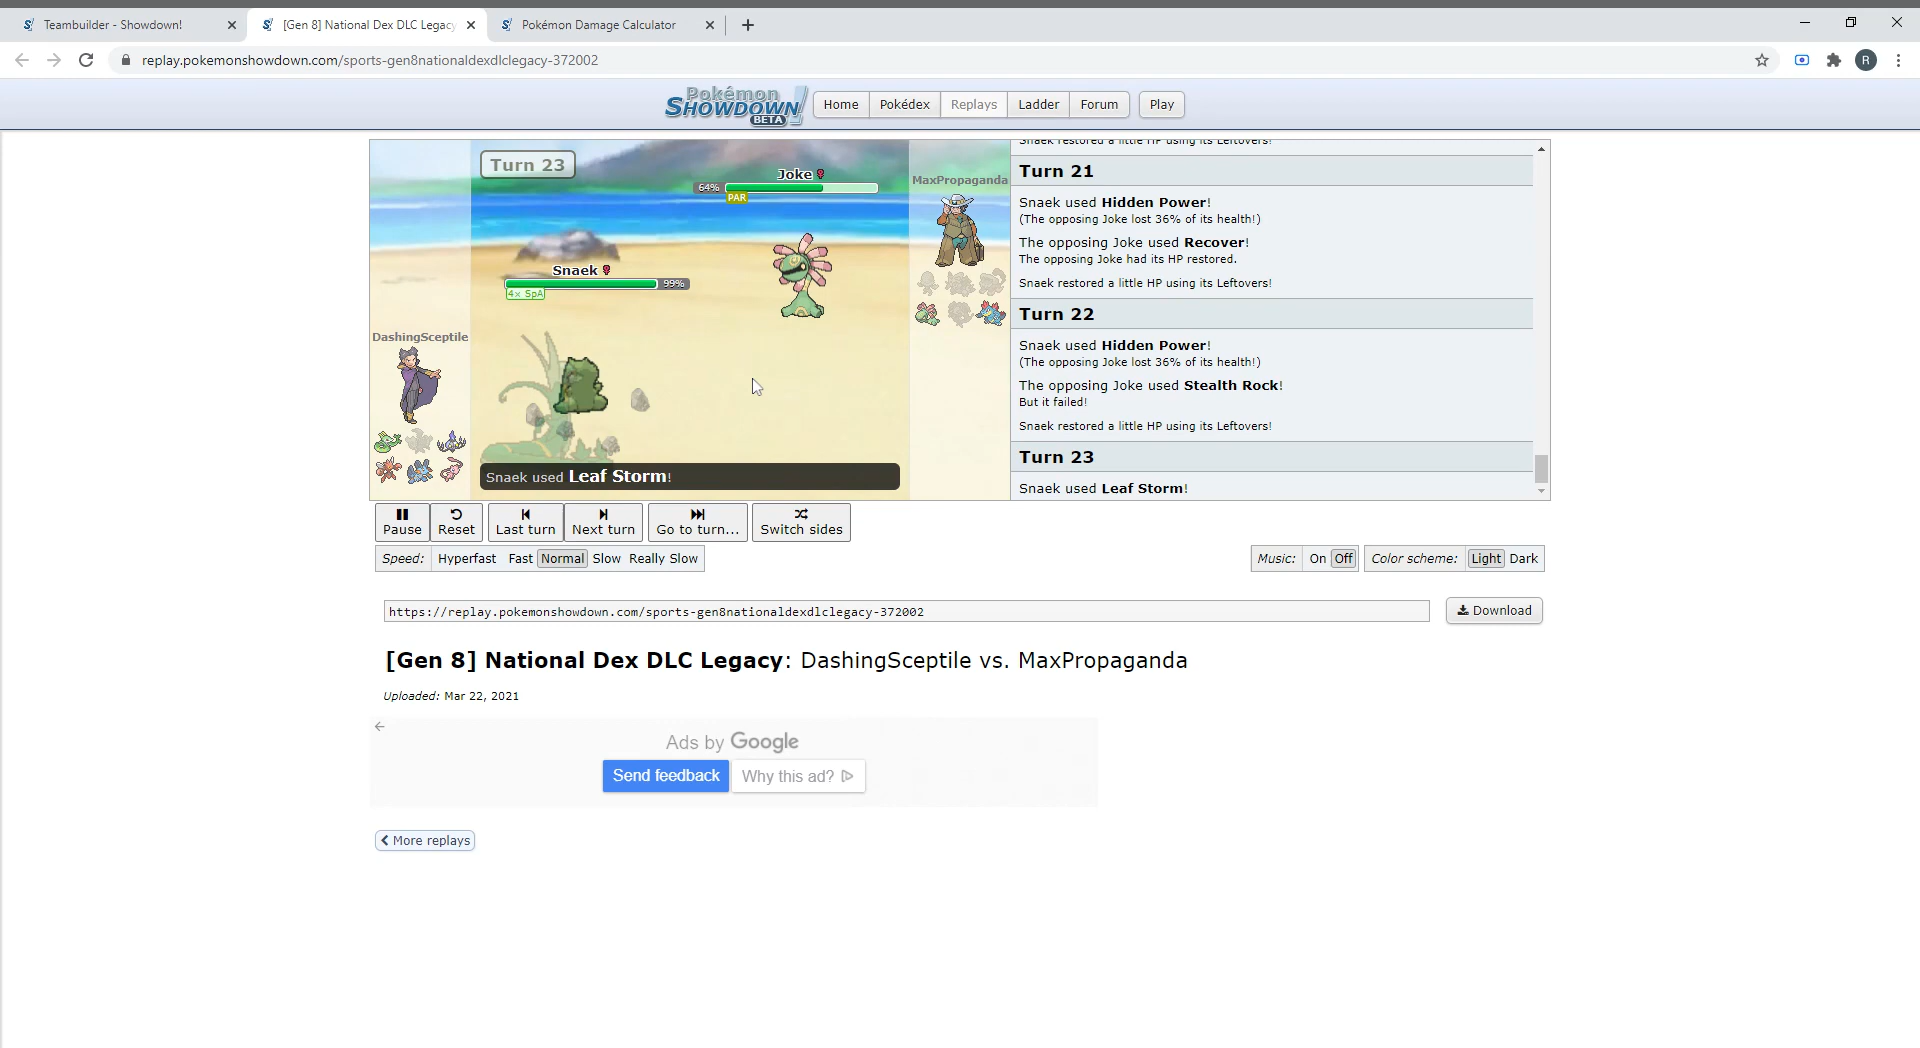 Teambuilder - Showdown!
[Gen 8] National Dex DLC Legacy
Pokémon Damage Calculator
replay.pokemonshowdown.com/sports-gen8nationaldexdlclegacy-372002
R
Pokémon
SHOWDOWN!
BETA
Home
Pokédex
Replays
Ladder
Forum
Play
Turn 23
Joke
64%
PAR
MaxPropaganda
Snaek
99%
4x SpA
DashingSceptile
Snaek used Leaf Storm!
Snaek restored a little HP using its Leftovers!
Turn 21
Snaek used Hidden Power!
(The opposing Joke lost 36% of its health!)
The opposing Joke used Recover!
The opposing Joke had its HP restored.
Snaek restored a little HP using its Leftovers!
Turn 22
Snaek used Hidden Power!
(The opposing Joke lost 36% of its health!)
The opposing Joke used Stealth Rock!
But it failed!
Snaek restored a little HP using its Leftovers!
Turn 23
Snaek used Leaf Storm!
Pause
Reset
Last turn
Next turn
Go to turn...
Switch sides
Speed: Hyperfast Fast Normal Slow Really Slow
Music: On Off
Color scheme: Light Dark
https://replay.pokemonshowdown.com/sports-gen8nationaldexdlclegacy-372002
Download
[Gen 8] National Dex DLC Legacy: DashingSceptile vs. MaxPropaganda
Uploaded: Mar 22, 2021
Ads by Google
Send feedback
Why this ad?
More replays